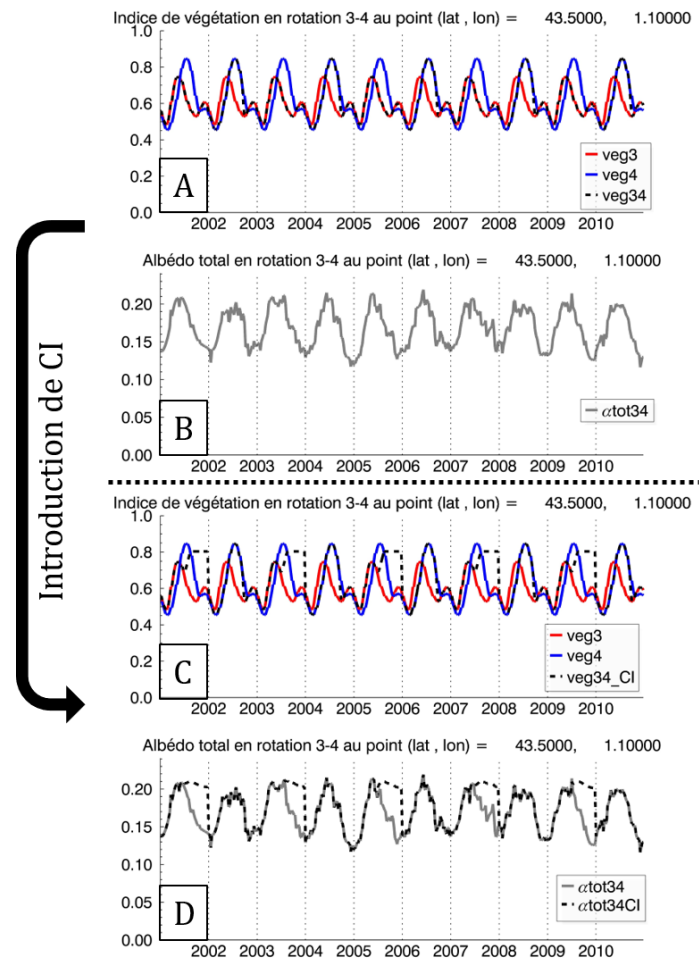 Indice de végétation en rotation 3-4 au point (lat , lon) = 43.5000, 1.10000
1.0
0.8
0.6
0.4
0.2
0.0
A
veg3
veg4
veg34
2002 2003 2004 2005 2006 2007 2008 2009 2010
Albédo total en rotation 3-4 au point (lat , lon) = 43.5000, 1.10000
0.20
0.15
0.10
0.05
0.00
B
αtot34
2002 2003 2004 2005 2006 2007 2008 2009 2010
Introduction de CI
Indice de végétation en rotation 3-4 au point (lat , lon) = 43.5000, 1.10000
1.0
0.8
0.6
0.4
0.2
0.0
C
veg3
veg4
veg34_CI
2002 2003 2004 2005 2006 2007 2008 2009 2010
Albédo total en rotation 3-4 au point (lat , lon) = 43.5000, 1.10000
0.20
0.15
0.10
0.05
0.00
D
αtot34
αtot34CI
2002 2003 2004 2005 2006 2007 2008 2009 2010